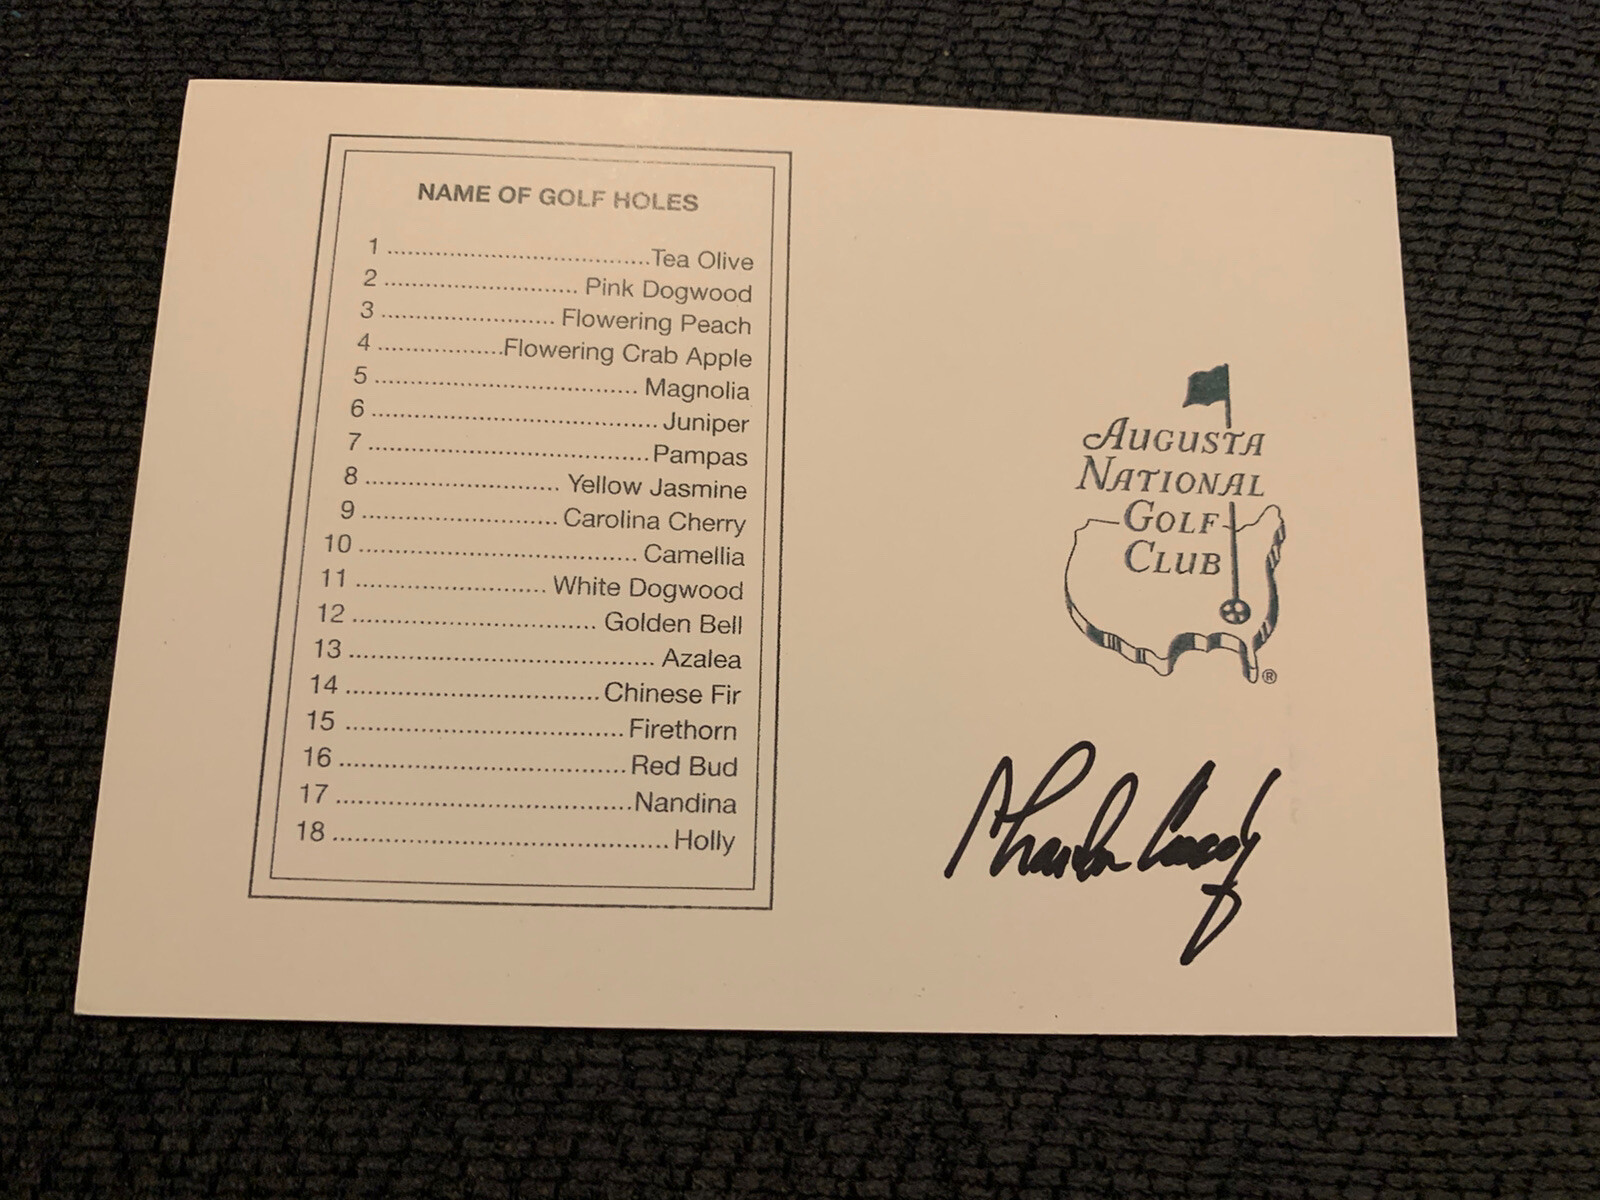 NAME OF GOLF HOLES
1 ..................................... Tea Olive
2 ........................... Pink Dogwood
3 ........................ Flowering Peach
4 .................. Flowering Crab Apple
5 ..................................... Magnolia
6 ........................................ Juniper
7 ....................................... Pampas
8 ........................... Yellow Jasmine
9 ........................... Carolina Cherry
10 ....................................... Camellia
11 ........................... White Dogwood
12 .................................. Golden Bell
13 ........................................... Azalea
14 .................................... Chinese Fir
15 ....................................... Firethorn
16 ........................................ Red Bud
17 ......................................... Nandina
18 ............................................... Holly
AUGUSTA
NATIONAL
GOLF
CLUB
®
Charles Coody